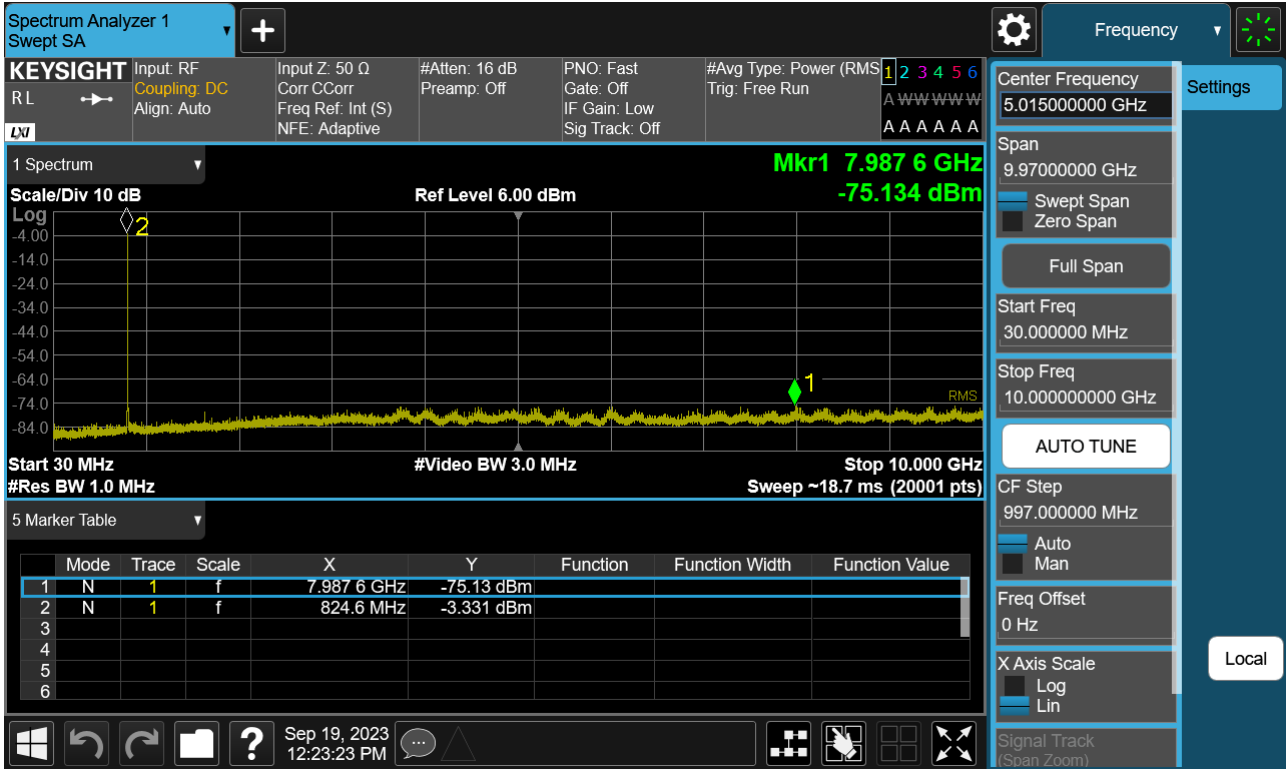 Spectrum Analyzer 1
Swept SA
Frequency
KEYSIGHT
R L
LXI
Input: RF
Coupling: DC
Align: Auto
Input Z: 50 Ω
Corr CCorr
Freq Ref: Int (S)
NFE: Adaptive
#Atten: 16 dB
Preamp: Off
PNO: Fast
Gate: Off
IF Gain: Low
Sig Track: Off
#Avg Type: Power (RMS
Trig: Free Run
1 2 3 4 5 6
A W W W W W
A A A A A A
1 Spectrum
Mkr1 7.987 6 GHz
-75.134 dBm
Scale/Div 10 dB
Ref Level 6.00 dBm
Log
-4.00
-14.0
-24.0
-34.0
-44.0
-54.0
-64.0
-74.0
-84.0
2
1
RMS
Start 30 MHz
#Video BW 3.0 MHz
Stop 10.000 GHz
#Res BW 1.0 MHz
Sweep ~18.7 ms (20001 pts)
5 Marker Table
Mode Trace Scale X Y Function Function Width Function Value
1 N 1 f 7.987 6 GHz -75.13 dBm
2 N 1 f 824.6 MHz -3.331 dBm
3
4
5
6
Sep 19, 2023
12:23:23 PM
Center Frequency
5.015000000 GHz
Settings
Span
9.97000000 GHz
Swept Span
Zero Span
Full Span
Start Freq
30.000000 MHz
Stop Freq
10.000000000 GHz
AUTO TUNE
CF Step
997.000000 MHz
Auto
Man
Freq Offset
0 Hz
X Axis Scale
Log
Lin
Local
Signal Track
(Span Zoom)